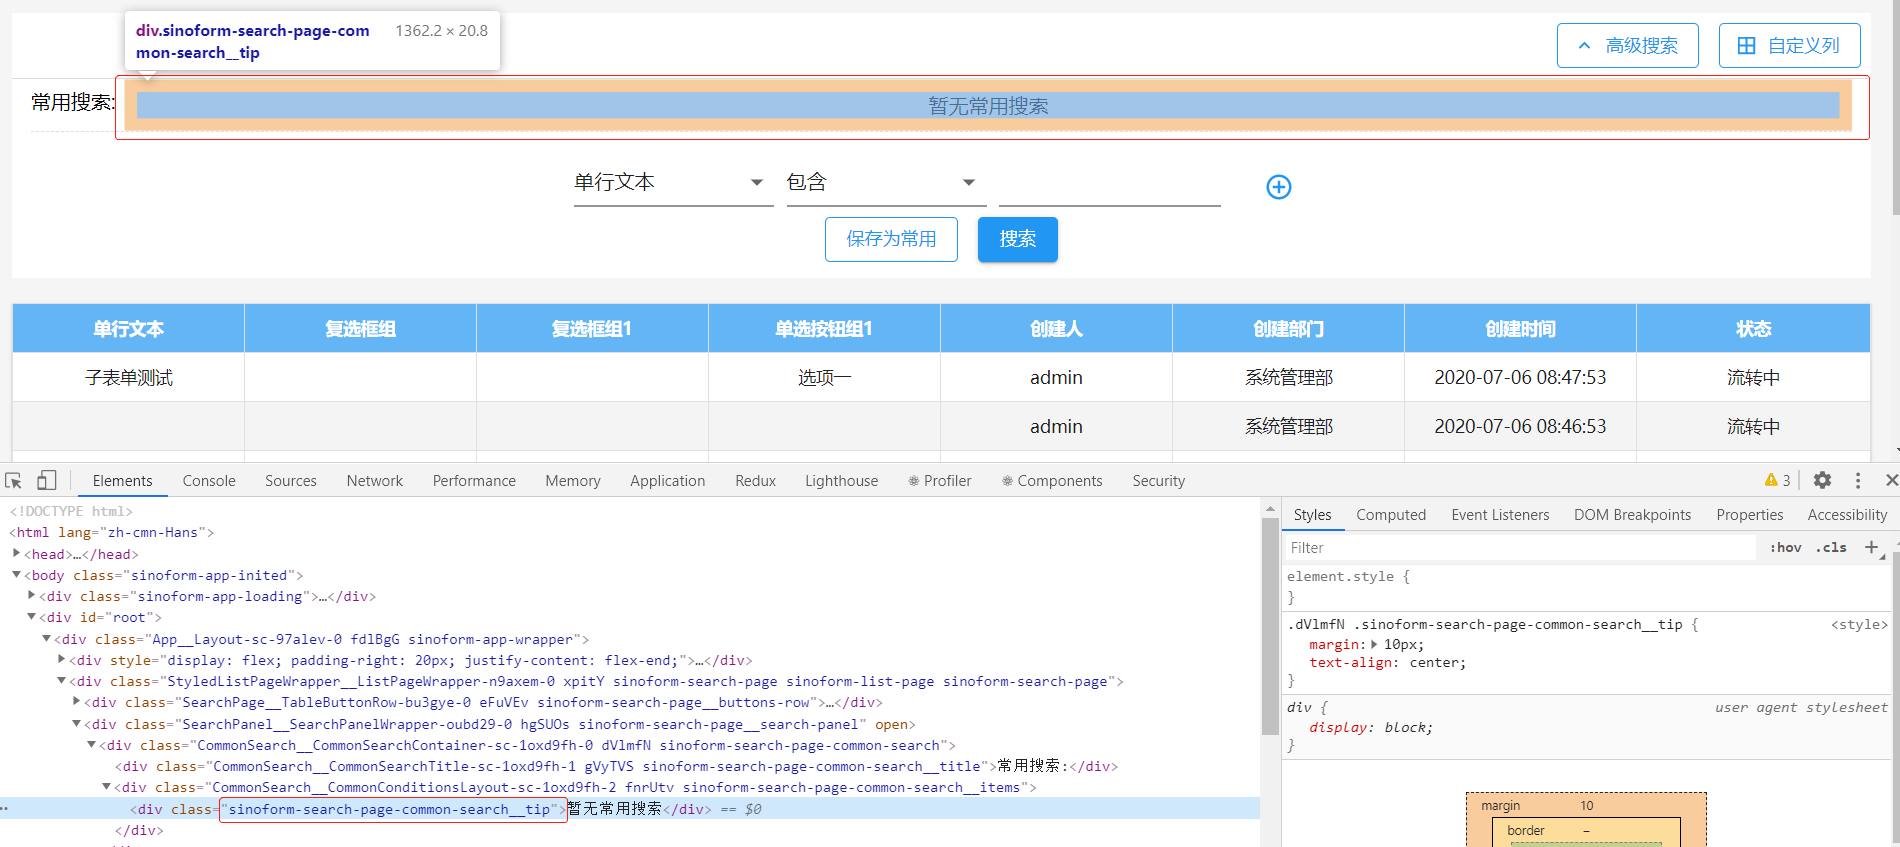 div.sinoform-search-page-com 1362.2 × 20.8
mon-search__tip
高级搜索 自定义列
常用搜索: 暂无常用搜索
单行文本 包含
保存为常用 搜索
单行文本 复选框组 复选框组1 单选按钮组1 创建人 创建部门 创建时间 状态
子表单测试 选项一 admin 系统管理部 2020-07-06 08:47:53 流转中
admin 系统管理部 2020-07-06 08:46:53 流转中
Elements Console Sources Network Performance Memory Application Redux Lighthouse Profiler Components Security 3
<!DOCTYPE html>
<html lang="zh-cmn-Hans">
<head>…</head>
<body class="sinoform-app-inited">
<div class="sinoform-app-loading">…</div>
<div id="root">
<div class="App__Layout-sc-97alev-0 fdlBgG sinoform-app-wrapper">
<div style="display: flex; padding-right: 20px; justify-content: flex-end;">…</div>
<div class="StyledListPageWrapper__ListPageWrapper-n9axem-0 xpitY sinoform-search-page sinoform-list-page sinoform-search-page">
<div class="SearchPage__TableButtonRow-bu3gye-0 eFuVEv sinoform-search-page__buttons-row">…</div>
<div class="SearchPanel__SearchPanelWrapper-oubd29-0 hgSUOs sinoform-search-page__search-panel" open>
<div class="CommonSearch__CommonSearchContainer-sc-1oxd9fh-0 dVlmfN sinoform-search-page-common-search">
<div class="CommonSearch__CommonSearchTitle-sc-1oxd9fh-1 gVyTVS sinoform-search-page-common-search__title">常用搜索:</div>
<div class="CommonSearch__CommonConditionsLayout-sc-1oxd9fh-2 fnrUtv sinoform-search-page-common-search__items">
<div class="sinoform-search-page-common-search__tip">暂无常用搜索</div> == $0
</div>
Styles Computed Event Listeners DOM Breakpoints Properties Accessibility
Filter :hov .cls +
element.style {
}
.dVlmfN .sinoform-search-page-common-search__tip { <style>
margin: 10px;
text-align: center;
}
div { user agent stylesheet
display: block;
}
margin 10
border –